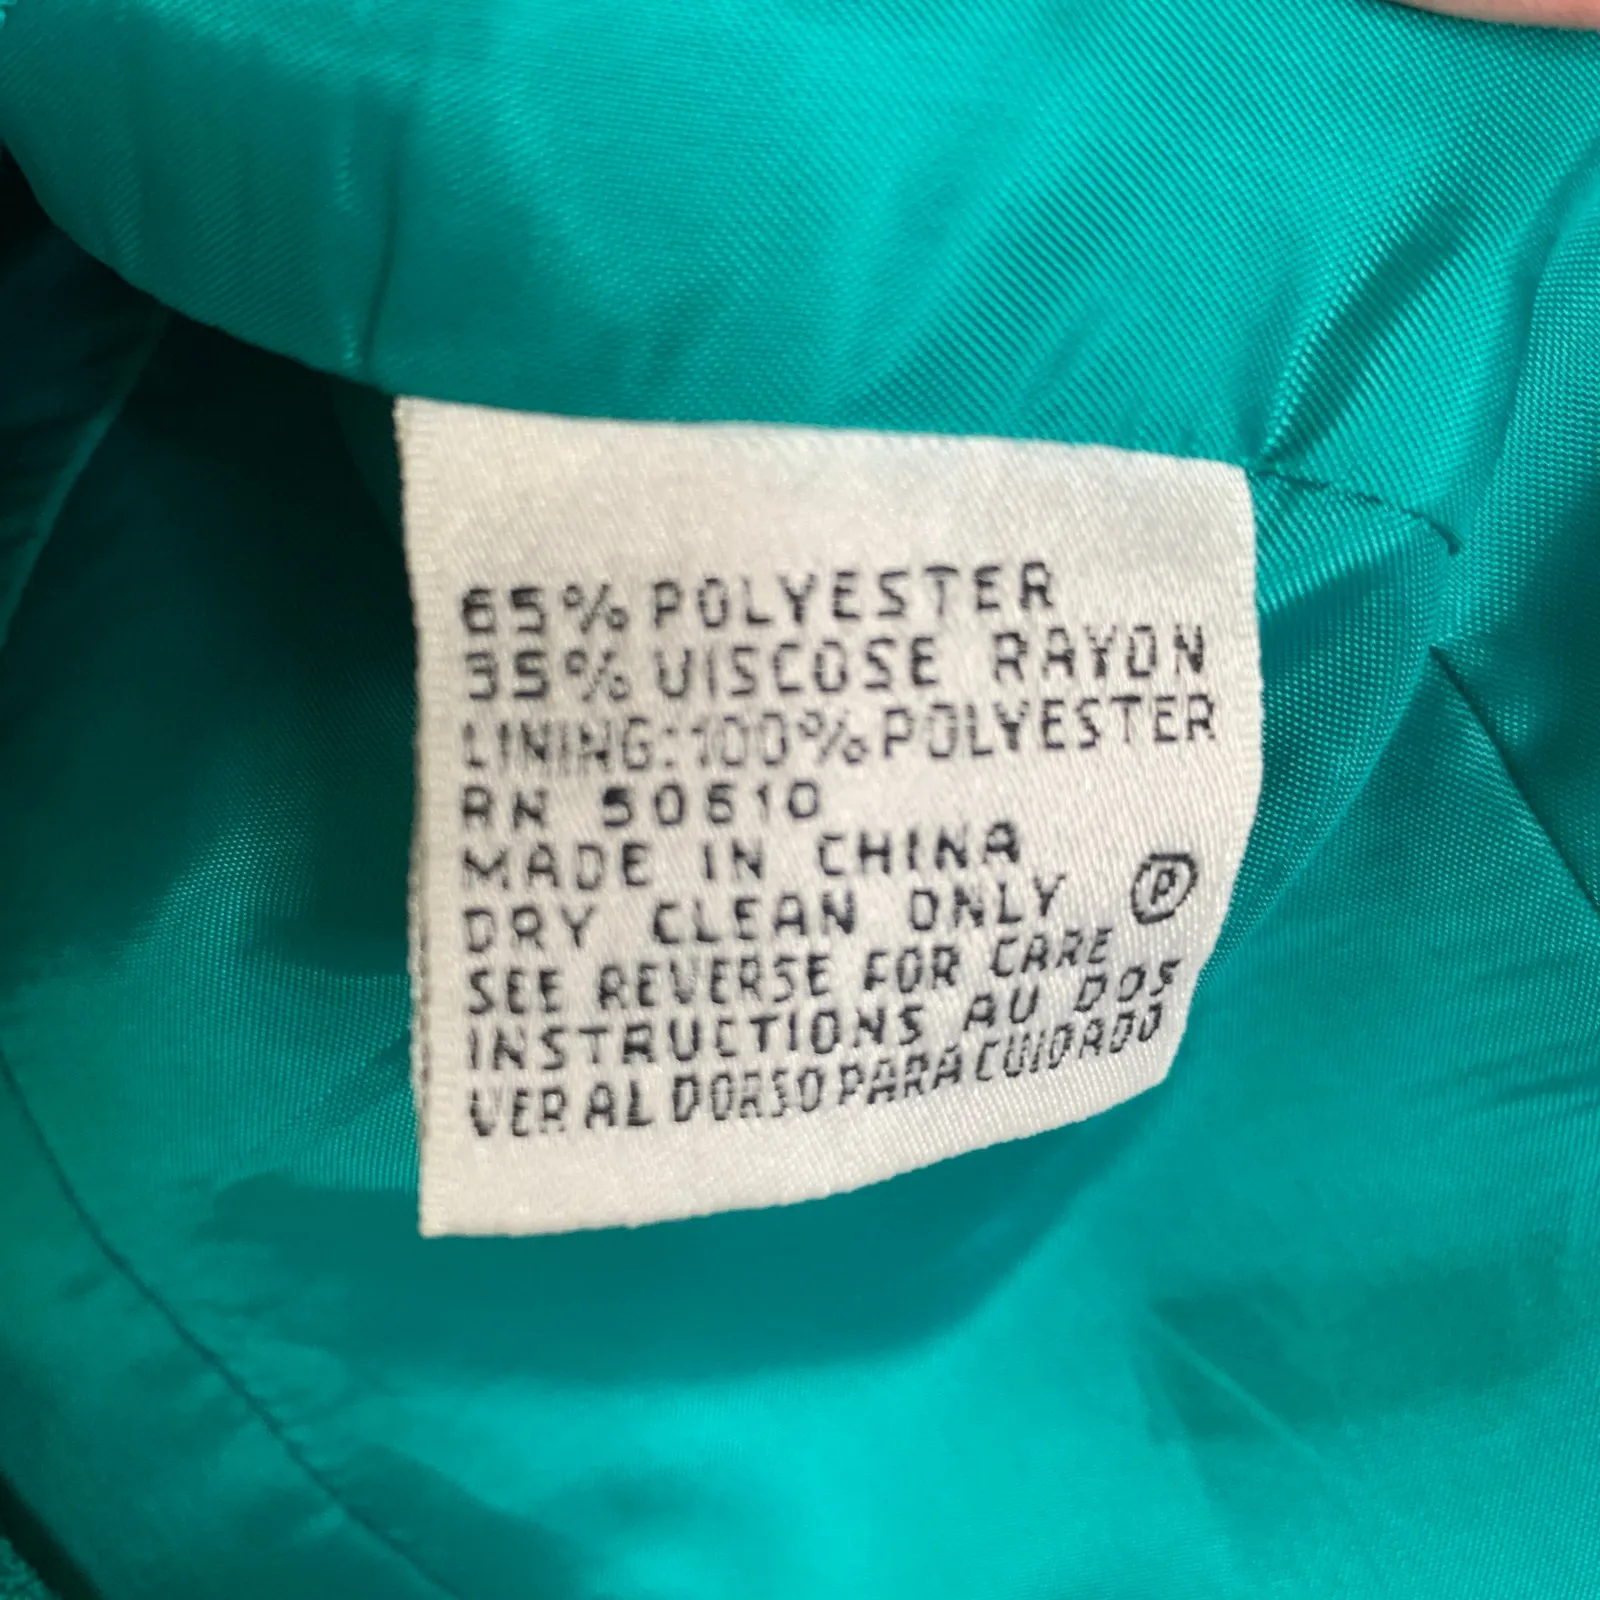 65% POLYESTER
35% VISCOSE RAYON
LINING: 100% POLYESTER
RN 50610
MADE IN CHINA
DRY CLEAN ONLY Ⓟ
SEE REVERSE FOR CARE
INSTRUCTIONS AU DOS
VER AL DORSO PARA CUIDADO